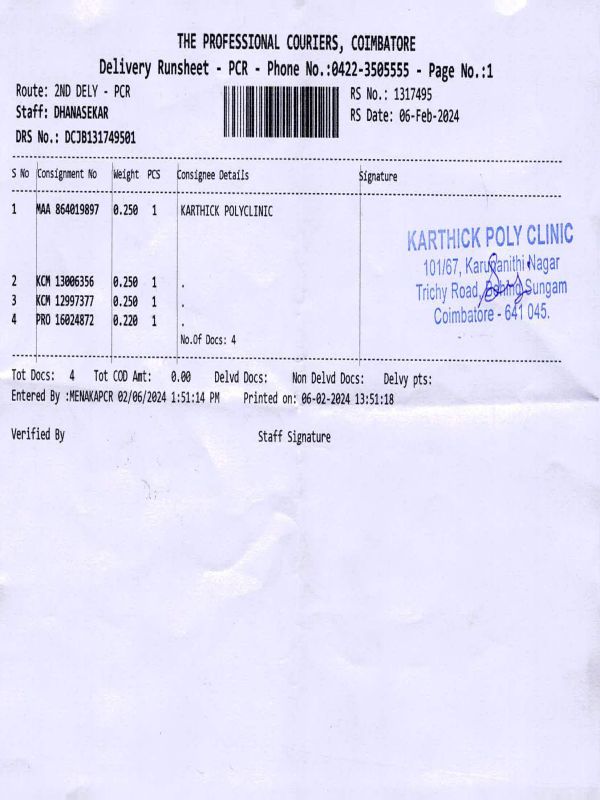 THE PROFESSIONAL COURIERS, COIMBATORE
Delivery Runsheet - PCR - Phone No.:0422-3505555 - Page No.:1
Route: 2ND DELY - PCR
RS No.: 1317495
Staff: DHANASEKAR
RS Date: 06-Feb-2024
DRS No.: DCJB131749501
S No Consignment No Weight PCS Consignee Details Signature
1 MAA 864019897 0.250 1 KARTHICK POLYCLINIC
KARTHICK POLY CLINIC
101/67, Karunanithi Nagar
Trichy Road, Sungam
Coimbatore - 641 045.
2 KCM 13006356 0.250 1 .
3 KCM 12997377 0.250 1 .
4 PRO 16024872 0.220 1 .
No.Of Docs: 4
Tot Docs: 4 Tot COD Amt: 0.00 Delvd Docs: Non Delvd Docs: Delvy pts:
Entered By :MENAKAPCR 02/06/2024 1:51:14 PM Printed on: 06-02-2024 13:51:18
Verified By Staff Signature